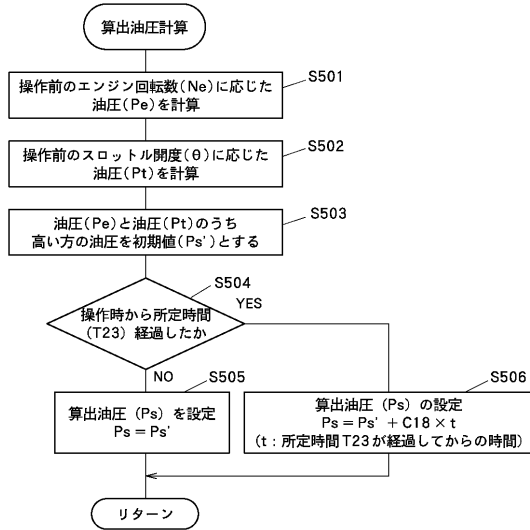 算出油圧計算
操作前のエンジン回転数(Ne)に応じた
油圧(Pe)を計算
S501
操作前のスロットル開度(θ)に応じた
油圧(Pt)を計算
S502
油圧(Pe)と油圧(Pt)のうち
高い方の油圧を初期値(Ps')とする
S503
S504
操作時から所定時間
(T23)経過したか
YES
NO
S505
算出油圧(Ps)を設定
Ps=Ps'
S506
算出油圧(Ps)の設定
Ps=Ps'+C18×t
(t:所定時間T23が経過してからの時間)
リターン